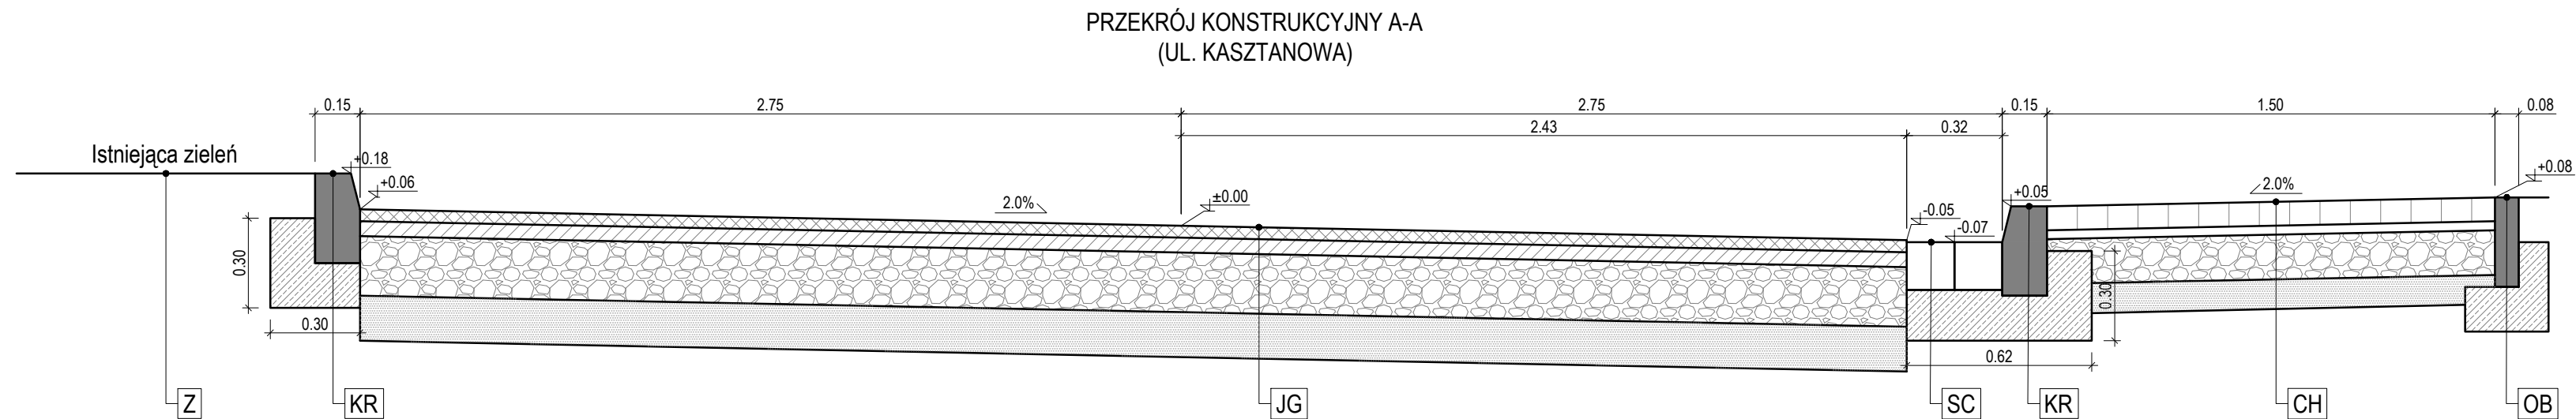 PRZEKRÓJ KONSTRUKCYJNY A-A
(UL. KASZTANOWA)
0.15 2.75 2.75 0.15 1.50 0.08
2.43 0.32
Istniejąca zieleń
+0.18
+0.06
2.0%
±0.00
-0.05
-0.07
+0.05
2.0%
+0.08
0.30
0.30
0.30
0.62
Z KR JG SC KR CH OB